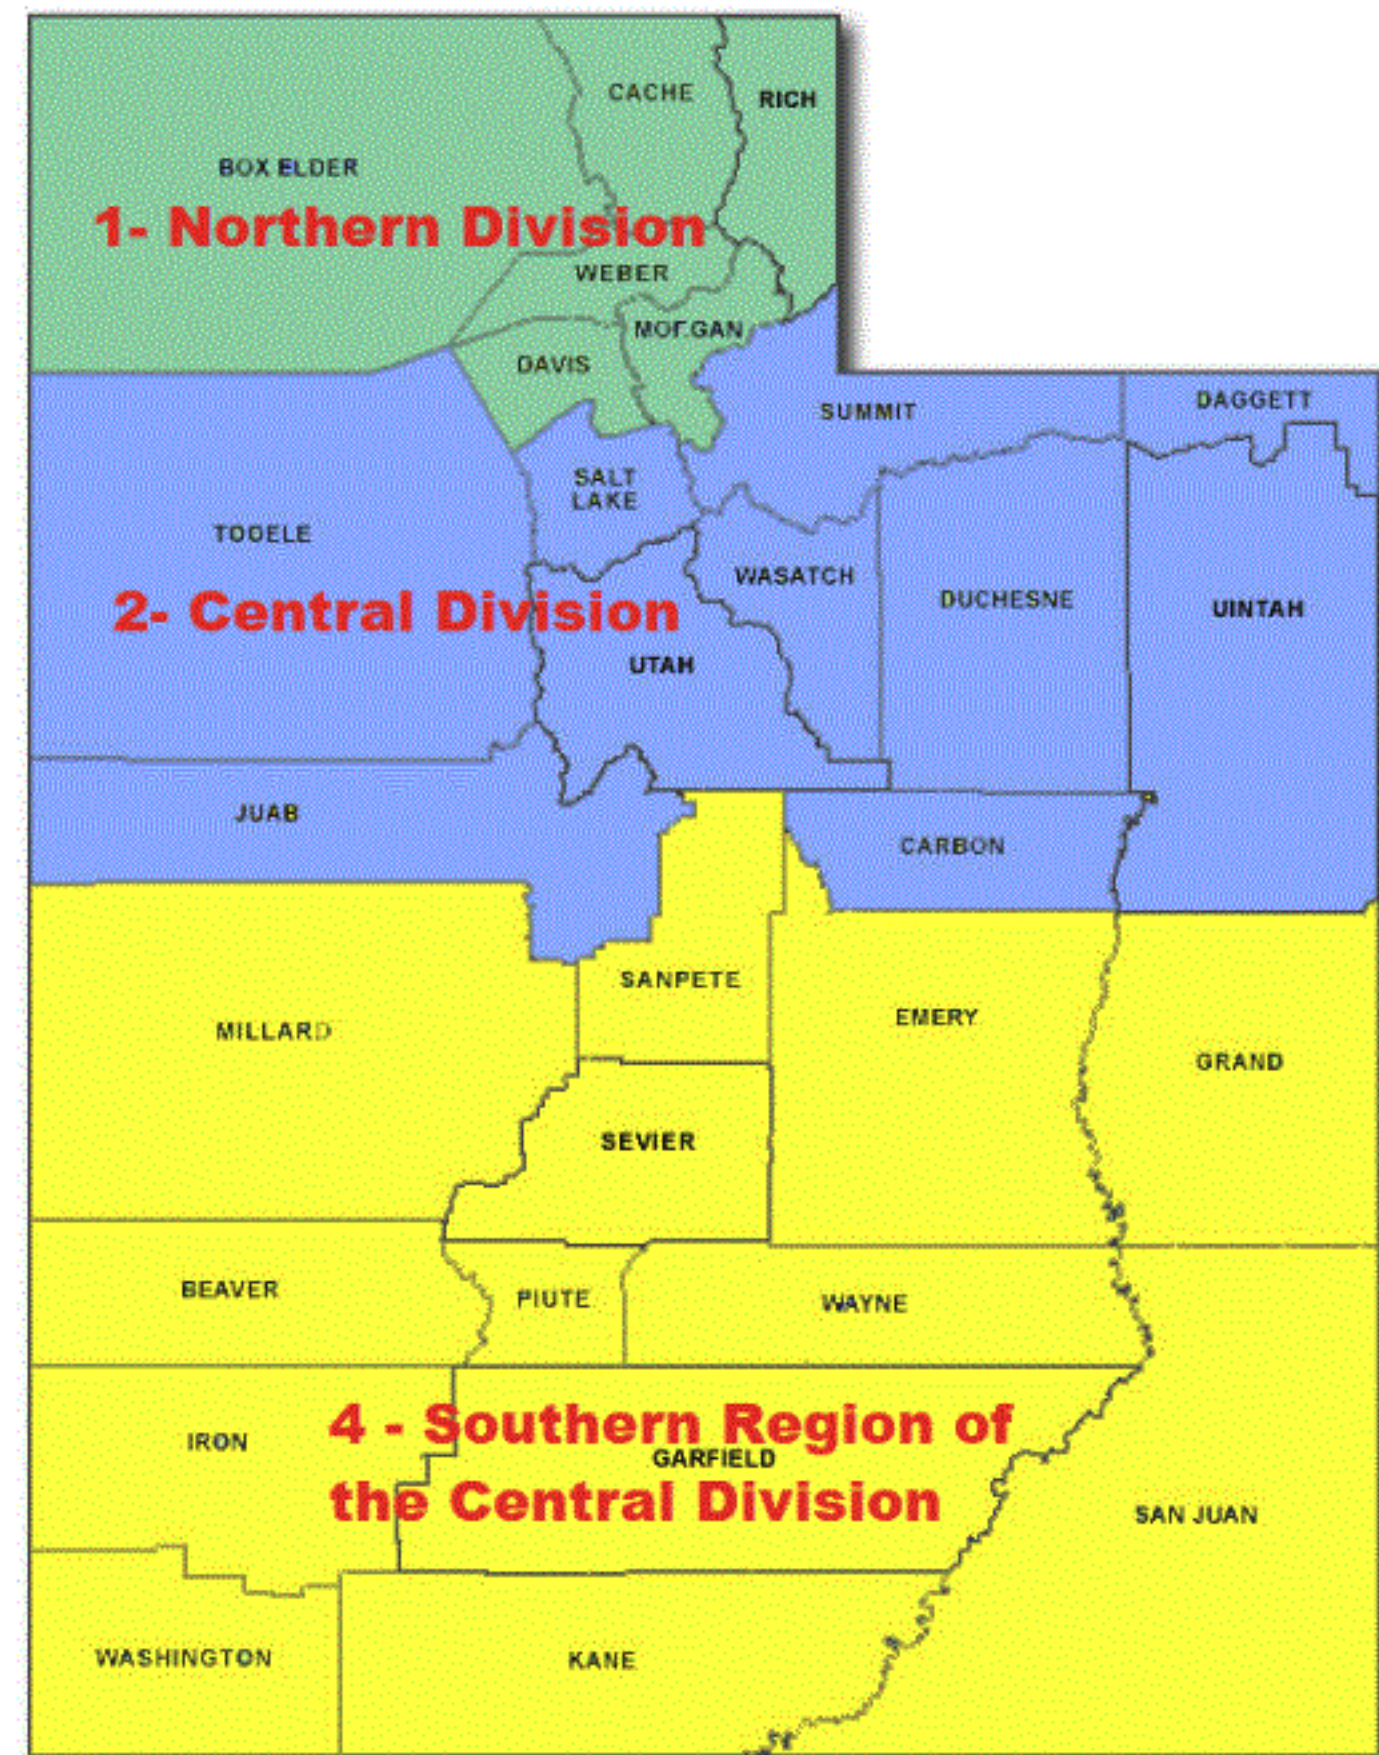 CACHE
RICH
BOX ELDER
1- Northern Division
WEBER
MORGAN
DAVIS
SUMMIT
DAGGETT
SALT
LAKE
TOOELE
WASATCH
DUCHESNE
UINTAH
2- Central Division
UTAH
JUAB
CARBON
SANPETE
MILLARD
EMERY
GRAND
SEVIER
BEAVER
PIUTE
WAYNE
4 - Southern Region of
IRON
GARFIELD
the Central Division
SAN JUAN
WASHINGTON
KANE